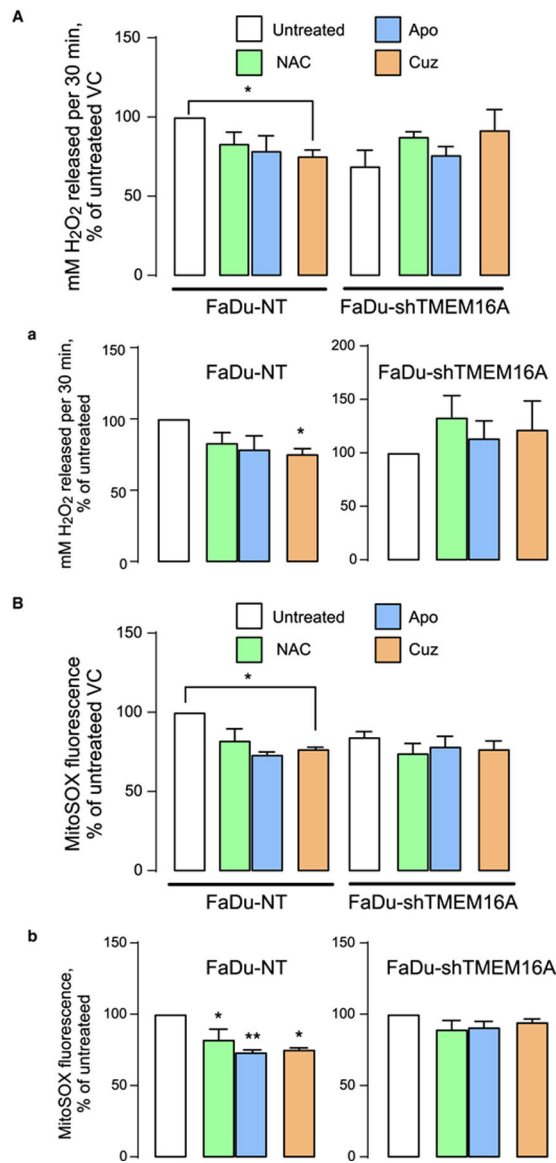 A
mM H2O2 released per 30 min,
% of untreateed VC
150
100
50
0
Untreated
NAC
Apo
Cuz
*
FaDu-NT
FaDu-shTMEM16A
a
mM H2O2 released per 30 min,
% of untreated
150
100
50
0
FaDu-NT
*
200
150
100
50
0
FaDu-shTMEM16A
B
MitoSOX fluorescence
% of untreated VC
150
100
50
0
Untreated
NAC
Apo
Cuz
*
FaDu-NT
FaDu-shTMEM16A
b
MitoSOX fluorescence,
% of untreated
150
100
50
0
FaDu-NT
*
**
*
150
100
50
0
FaDu-shTMEM16A